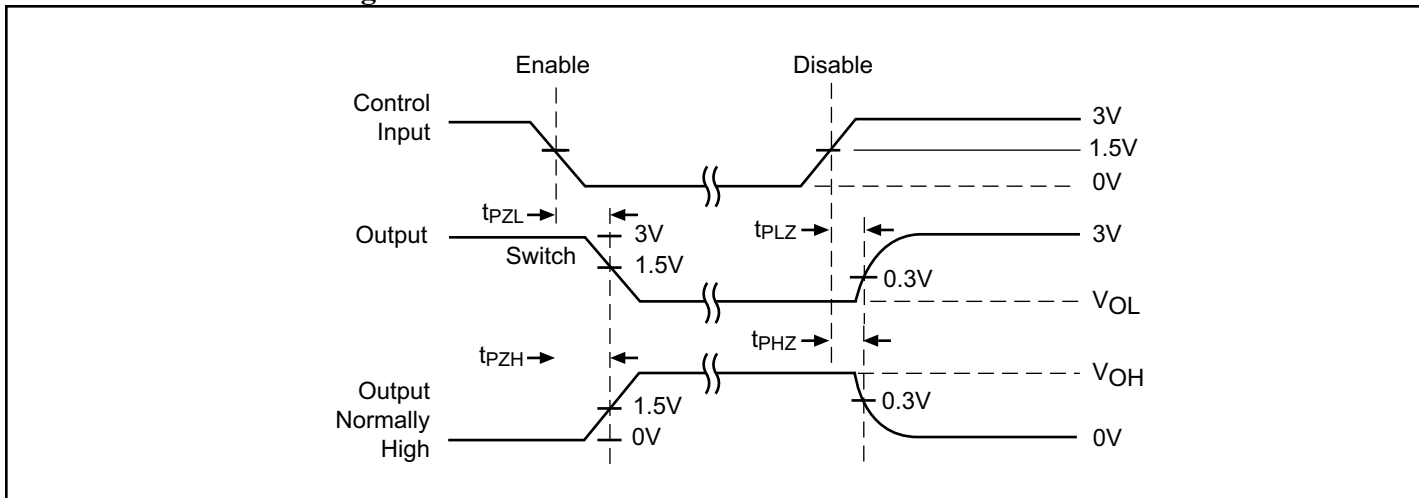 Enable
Disable
Control
Input
3V
1.5V
0V
tPZL
tPLZ
Output
3V
3V
Switch
1.5V
0.3V
VOL
tPZH
tPHZ
VOH
Output
Normally
High
1.5V
0.3V
0V
0V